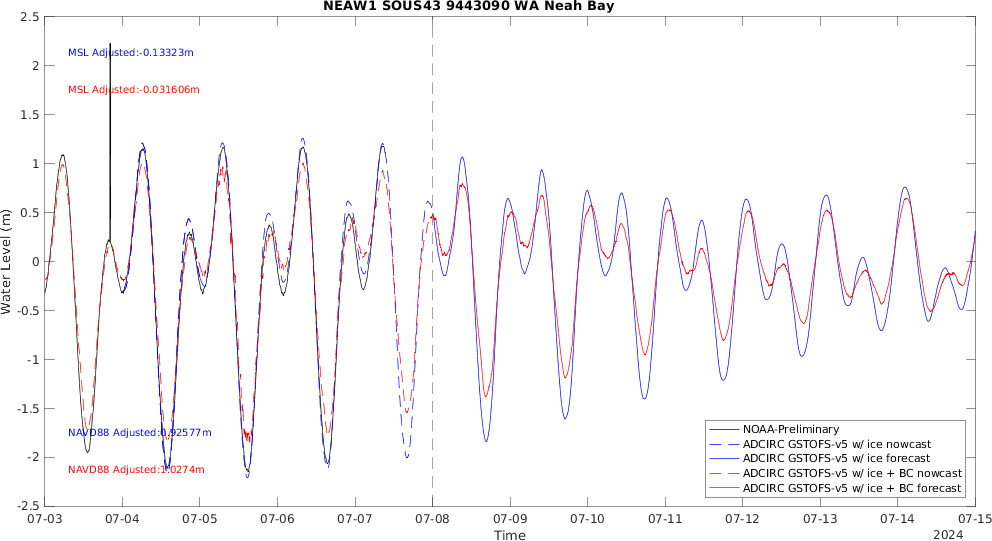 NEAW1 SOUS43 9443090 WA Neah Bay
MSL Adjusted:-0.13323m
MSL Adjusted:-0.031606m
NAVD88 Adjusted:0.92577m
NAVD88 Adjusted:1.0274m
Water Level (m)
2.5
2
1.5
1
0.5
0
-0.5
-1
-1.5
-2
-2.5
NOAA-Preliminary
ADCIRC GSTOFS-v5 w/ ice nowcast
ADCIRC GSTOFS-v5 w/ ice forecast
ADCIRC GSTOFS-v5 w/ ice + BC nowcast
ADCIRC GSTOFS-v5 w/ ice + BC forecast
07-03 07-04 07-05 07-06 07-07 07-08 07-09 07-10 07-11 07-12 07-13 07-14 07-15
Time
2024